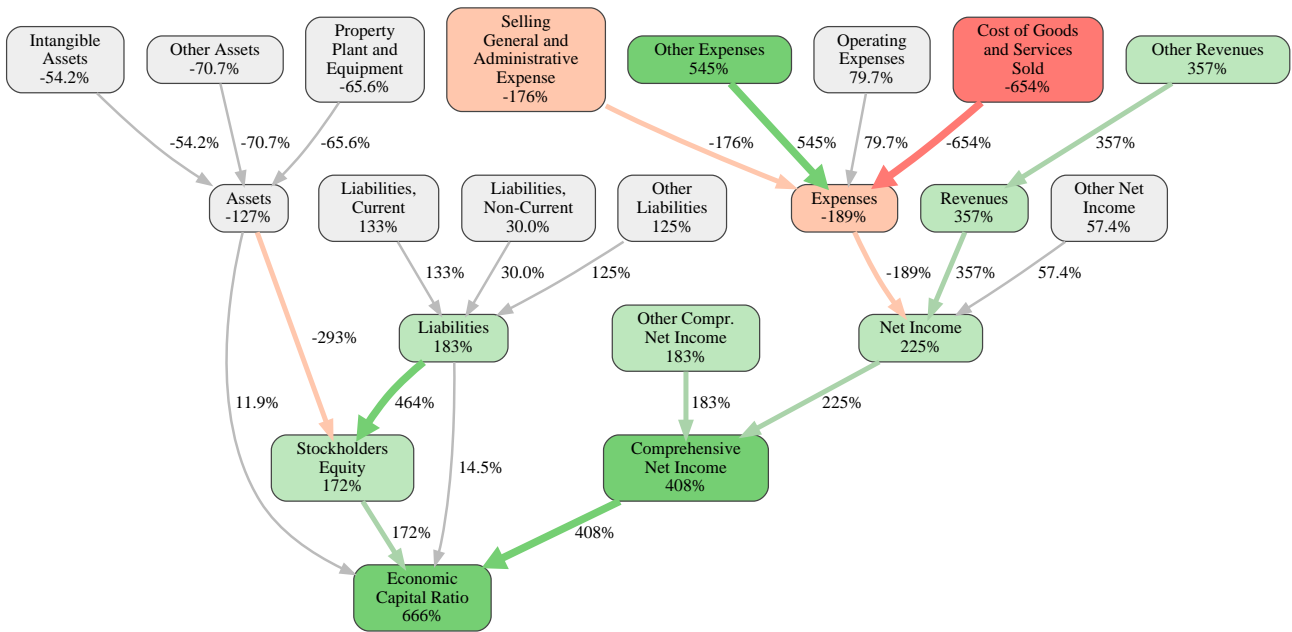 Intangible
Assets
-54.2%
Other Assets
-70.7%
Property
Plant and
Equipment
-65.6%
Selling
General and
Administrative
Expense
-176%
Other Expenses
545%
Operating
Expenses
79.7%
Cost of Goods
and Services
Sold
-654%
Other Revenues
357%
-54.2%
-70.7%
-65.6%
-176%
545%
79.7%
-654%
357%
Assets
-127%
Liabilities,
Current
133%
Liabilities,
Non-Current
30.0%
Other
Liabilities
125%
Expenses
-189%
Revenues
357%
Other Net
Income
57.4%
133%
30.0%
125%
-189%
357%
57.4%
-293%
Liabilities
183%
Other Compr.
Net Income
183%
Net Income
225%
11.9%
464%
183%
225%
Stockholders
Equity
172%
14.5%
Comprehensive
Net Income
408%
172%
408%
Economic
Capital Ratio
666%